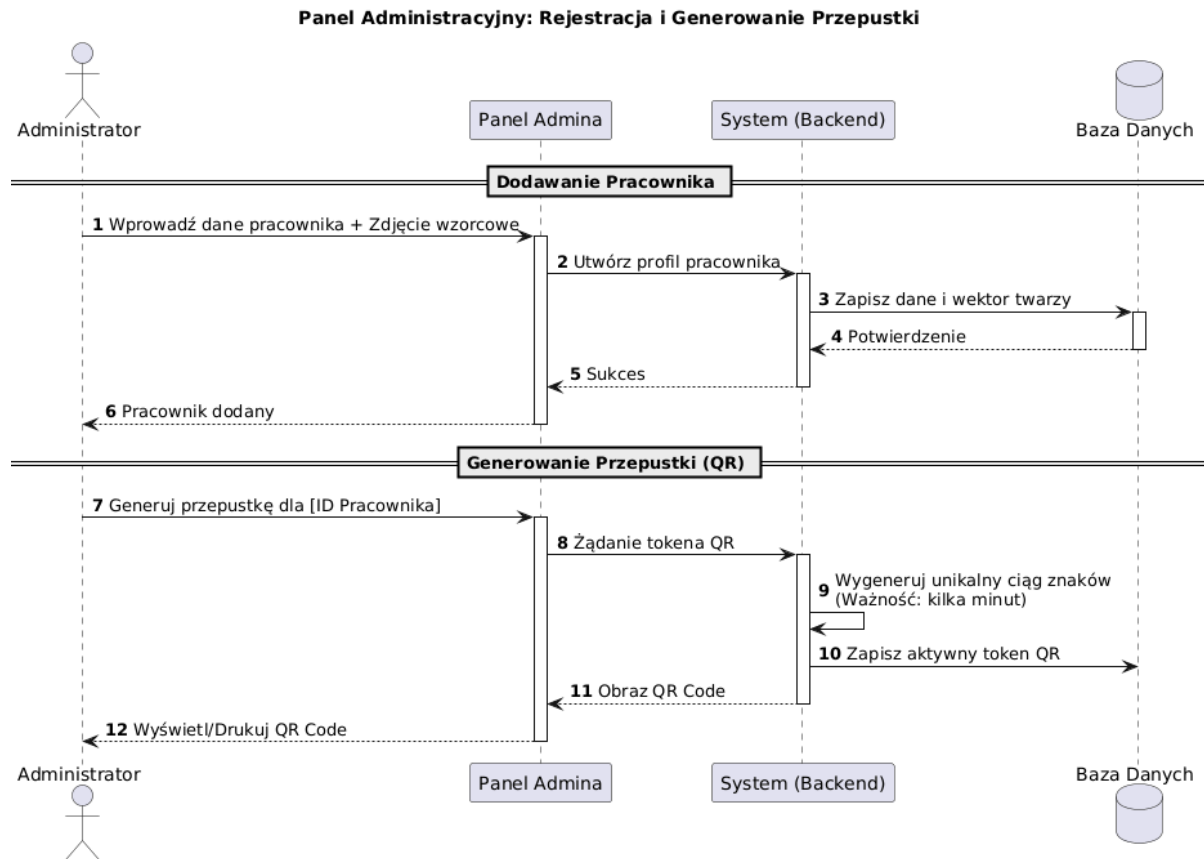 Panel Administracyjny: Rejestracja i Generowanie Przepustki
Administrator
Panel Admina
System (Backend)
Baza Danych
Dodawanie Pracownika
1 Wprowadź dane pracownika + Zdjęcie wzorcowe
2 Utwórz profil pracownika
3 Zapisz dane i wektor twarzy
4 Potwierdzenie
5 Sukces
6 Pracownik dodany
Generowanie Przepustki (QR)
7 Generuj przepustkę dla [ID Pracownika]
8 Żądanie tokena QR
9 Wygeneruj unikalny ciąg znaków
(Ważność: kilka minut)
10 Zapisz aktywny token QR
11 Obraz QR Code
12 Wyświetl/Drukuj QR Code
Administrator
Panel Admina
System (Backend)
Baza Danych